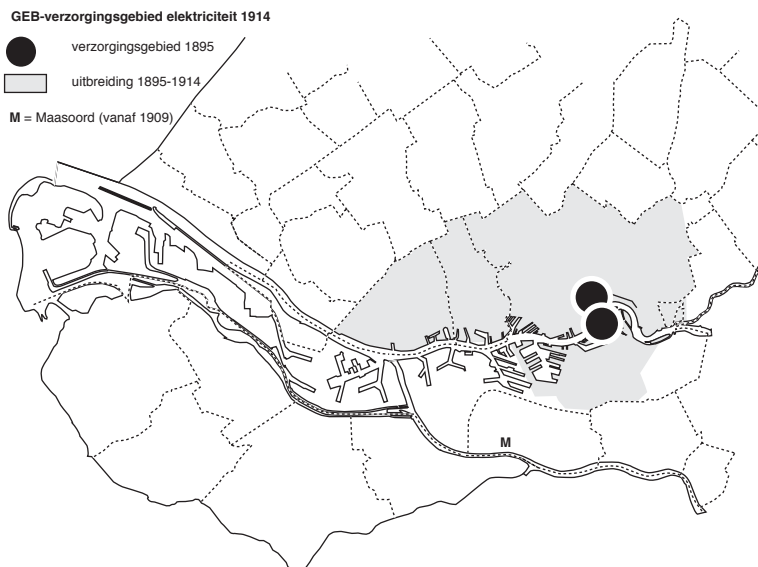 GEB-verzorgingsgebied elektriciteit 1914
verzorgingsgebied 1895
uitbreiding 1895-1914
M = Maasoord (vanaf 1909)
M